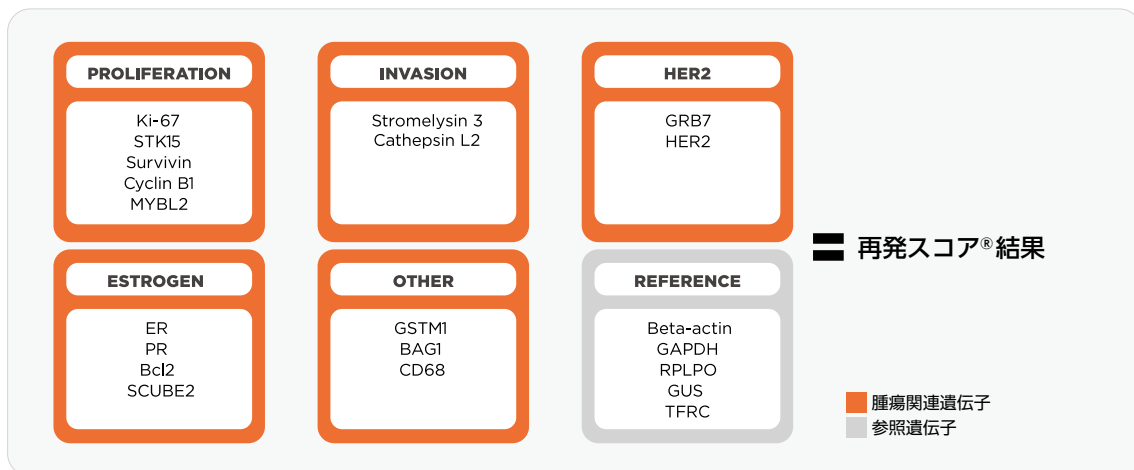 PROLIFERATION
Ki-67
STK15
Survivin
Cyclin B1
MYBL2
INVASION
Stromelysin 3
Cathepsin L2
HER2
GRB7
HER2
ESTROGEN
ER
PR
Bcl2
SCUBE2
OTHER
GSTM1
BAG1
CD68
REFERENCE
Beta-actin
GAPDH
RPLPO
GUS
TFRC
= 再発スコア®結果
腫瘍関連遺伝子
参照遺伝子